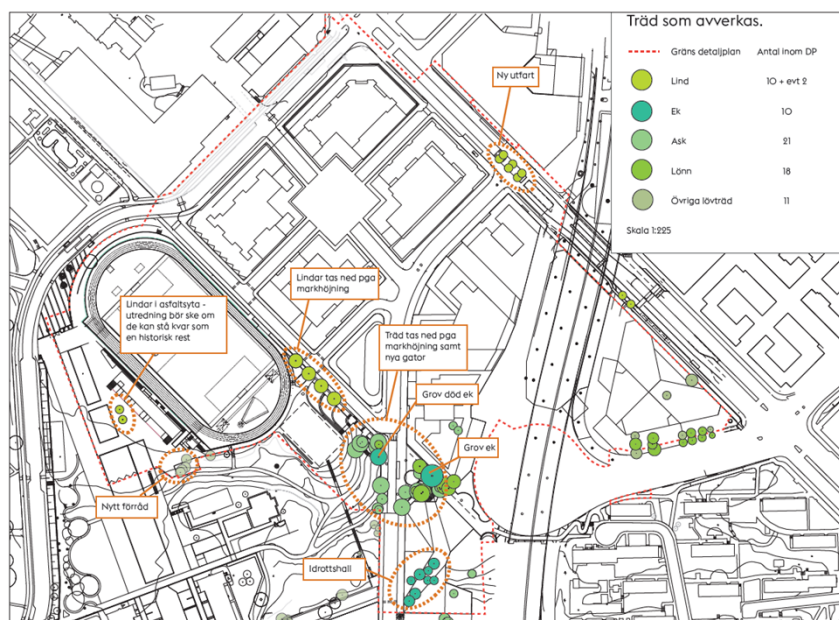 Träd som avverkas.
Gräns detaljplan Antal inom DP
Lind 10 + evt 2
Ek 10
Ask 21
Lönn 18
Övriga lövträd 11
Skala 1:225
Ny utfart
Lindar tas ned pga
markhöjning
Lindar i asfaltsyta -
utredning bör ske om
de kan stå kvar som
en historisk rest
Träd tas ned pga
markhöjning samt
nya gator
Grov död ek
Grov ek
Nytt förråd
Idrottshall